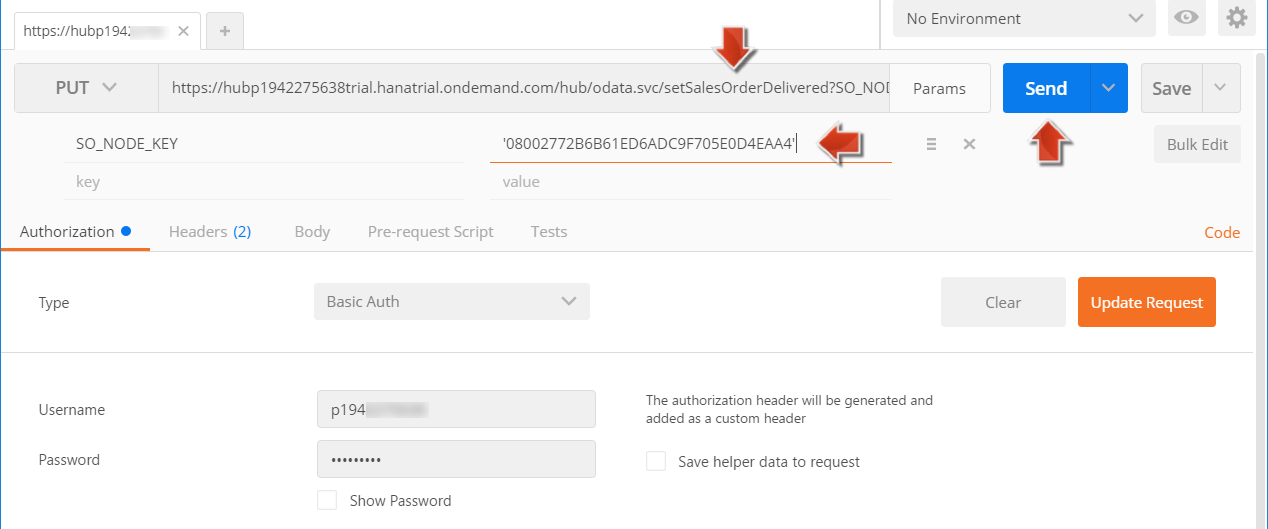 https://hubp1942
No Environment
PUT
https://hubp1942275638trial.hanatrial.ondemand.com/hub/odata.svc/setSalesOrderDelivered?SO_NOD
Params
Send
Save
SO_NODE_KEY
'08002772B6B61ED6ADC9F705E0D4EAA4'
Bulk Edit
key
value
Authorization
Headers (2)
Body
Pre-request Script
Tests
Code
Type
Basic Auth
Clear
Update Request
Username
p194
The authorization header will be generated and
added as a custom header
Password
•••••••••
Save helper data to request
Show Password